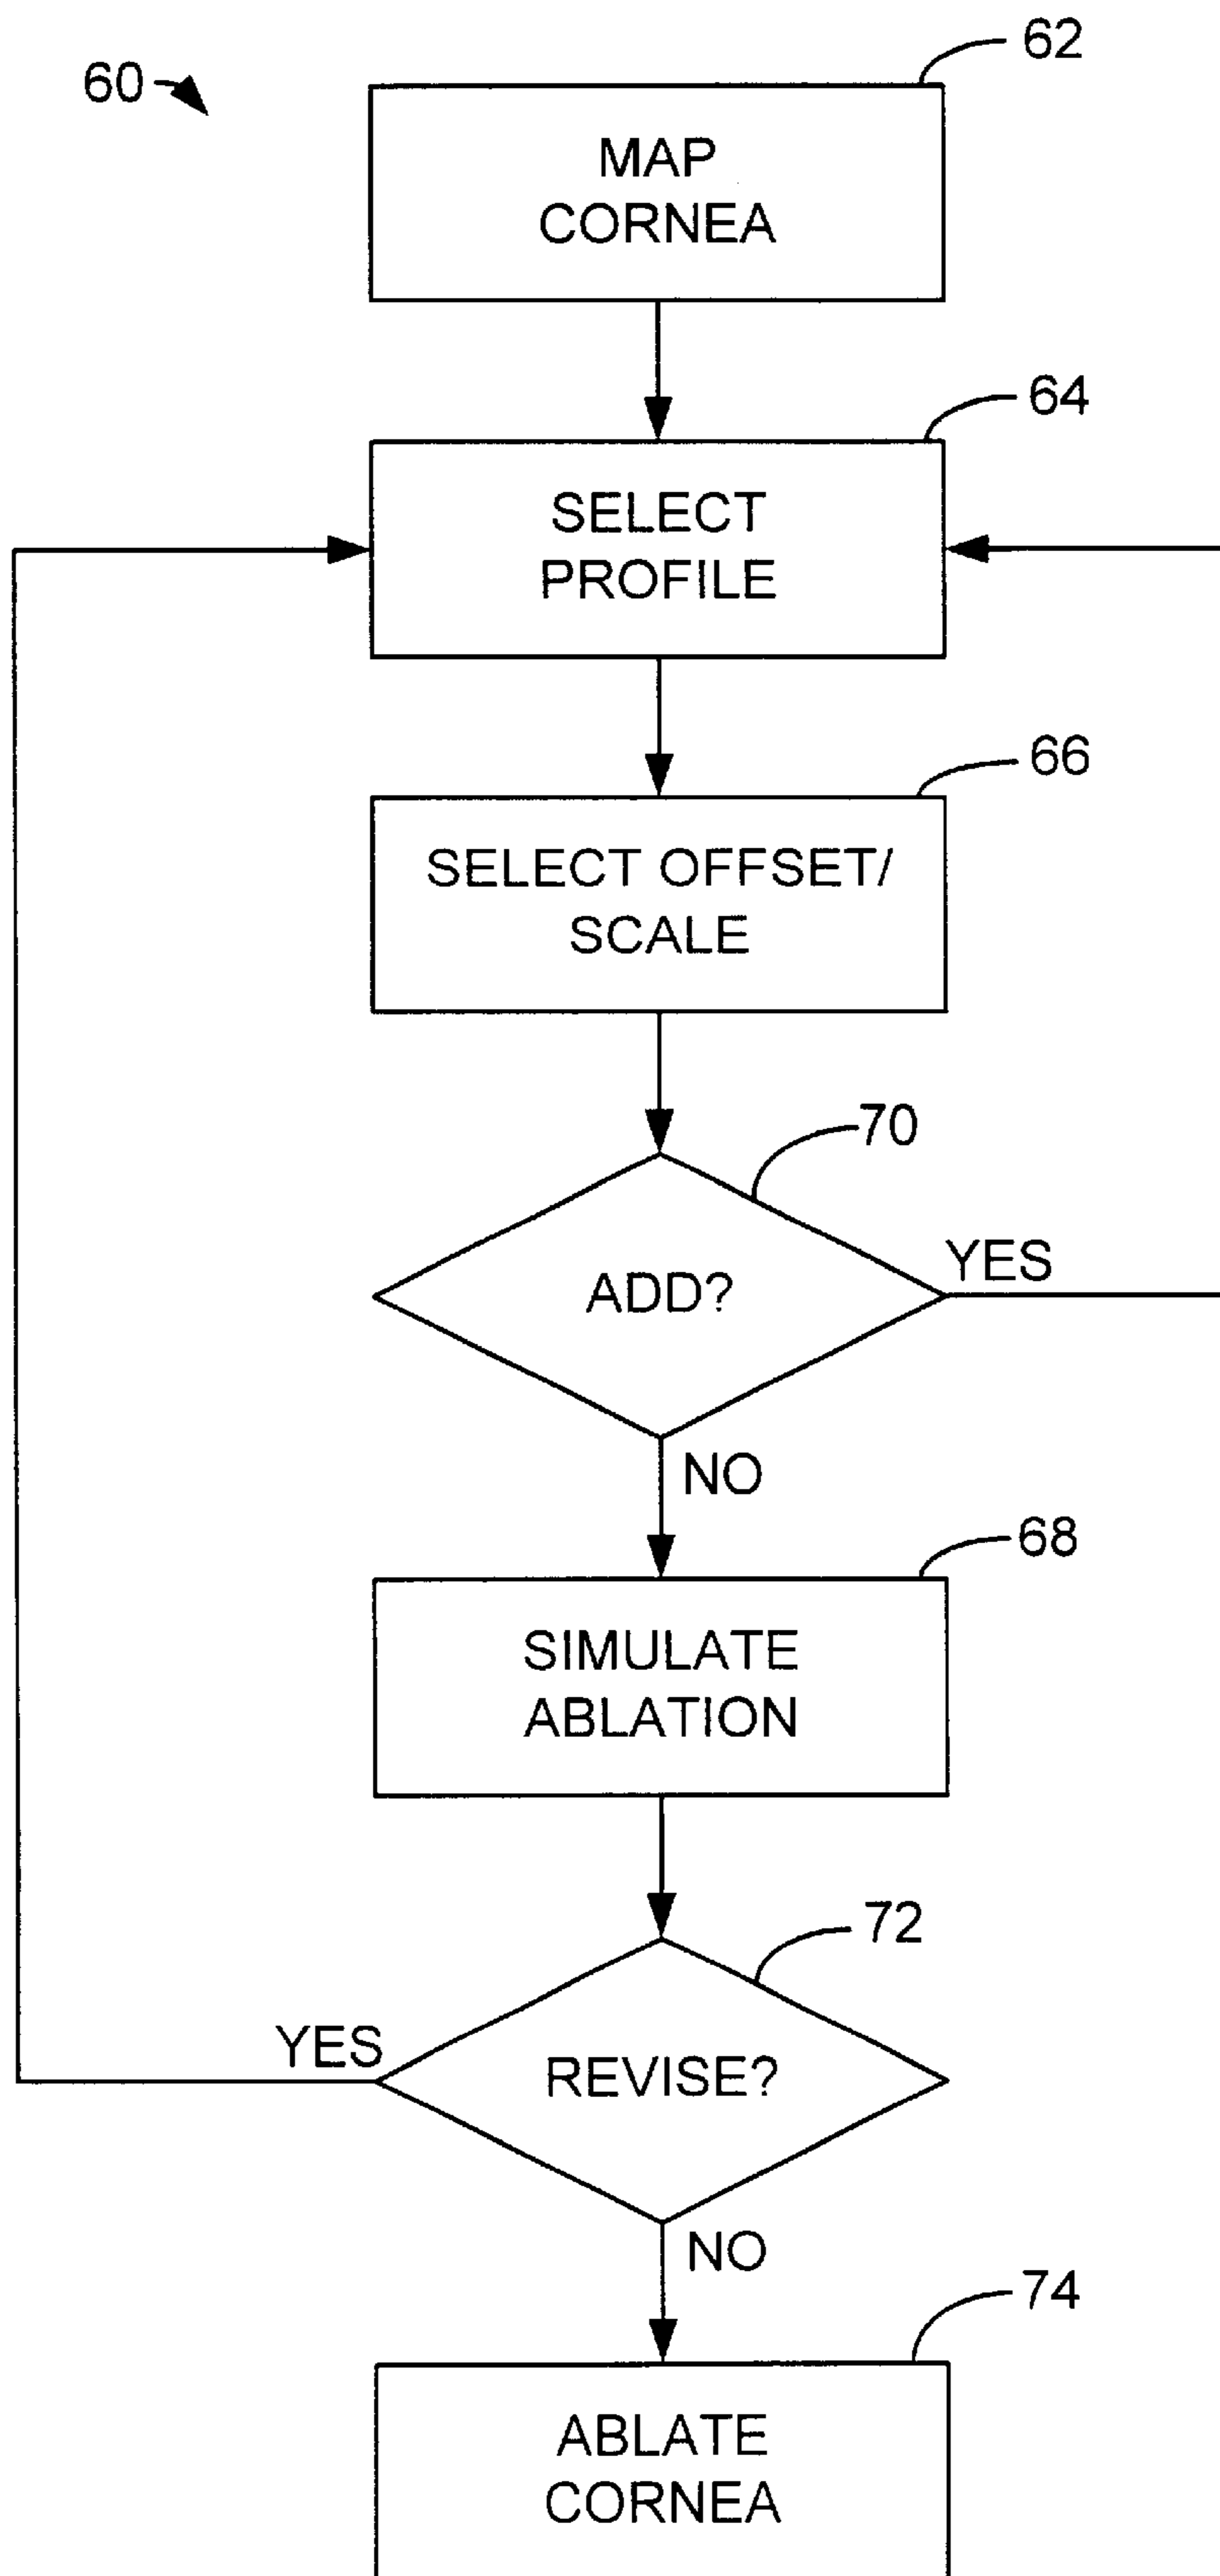 60
62
MAP
CORNEA
64
SELECT
PROFILE
66
SELECT OFFSET/
SCALE
70
ADD?
YES
NO
68
SIMULATE
ABLATION
72
YES
REVISE?
NO
74
ABLATE
CORNEA